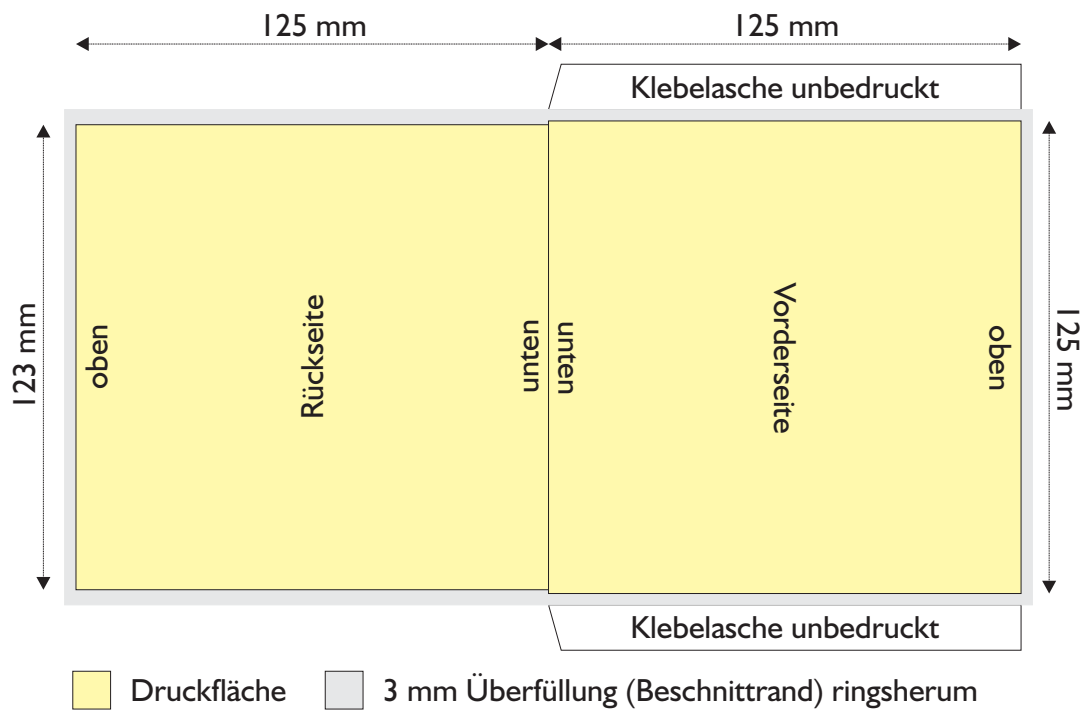 125 mm
125 mm
Klebelasche unbedruckt
123 mm
oben
Rückseite
unten
unten
Vorderseite
oben
125 mm
Klebelasche unbedruckt
Druckfläche
3 mm Überfüllung (Beschnittrand) ringsherum